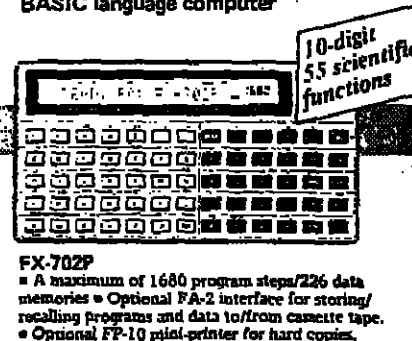 BASIC language computer
10-digit
55 scientific
functions
FX-702P
▪ A maximum of 1680 program steps/226 data
memories ▪ Optional FA-2 interface for storing/
recalling programs and data to/from cassette tape.
▪ Optional FP-10 mini-printer for hard copies.